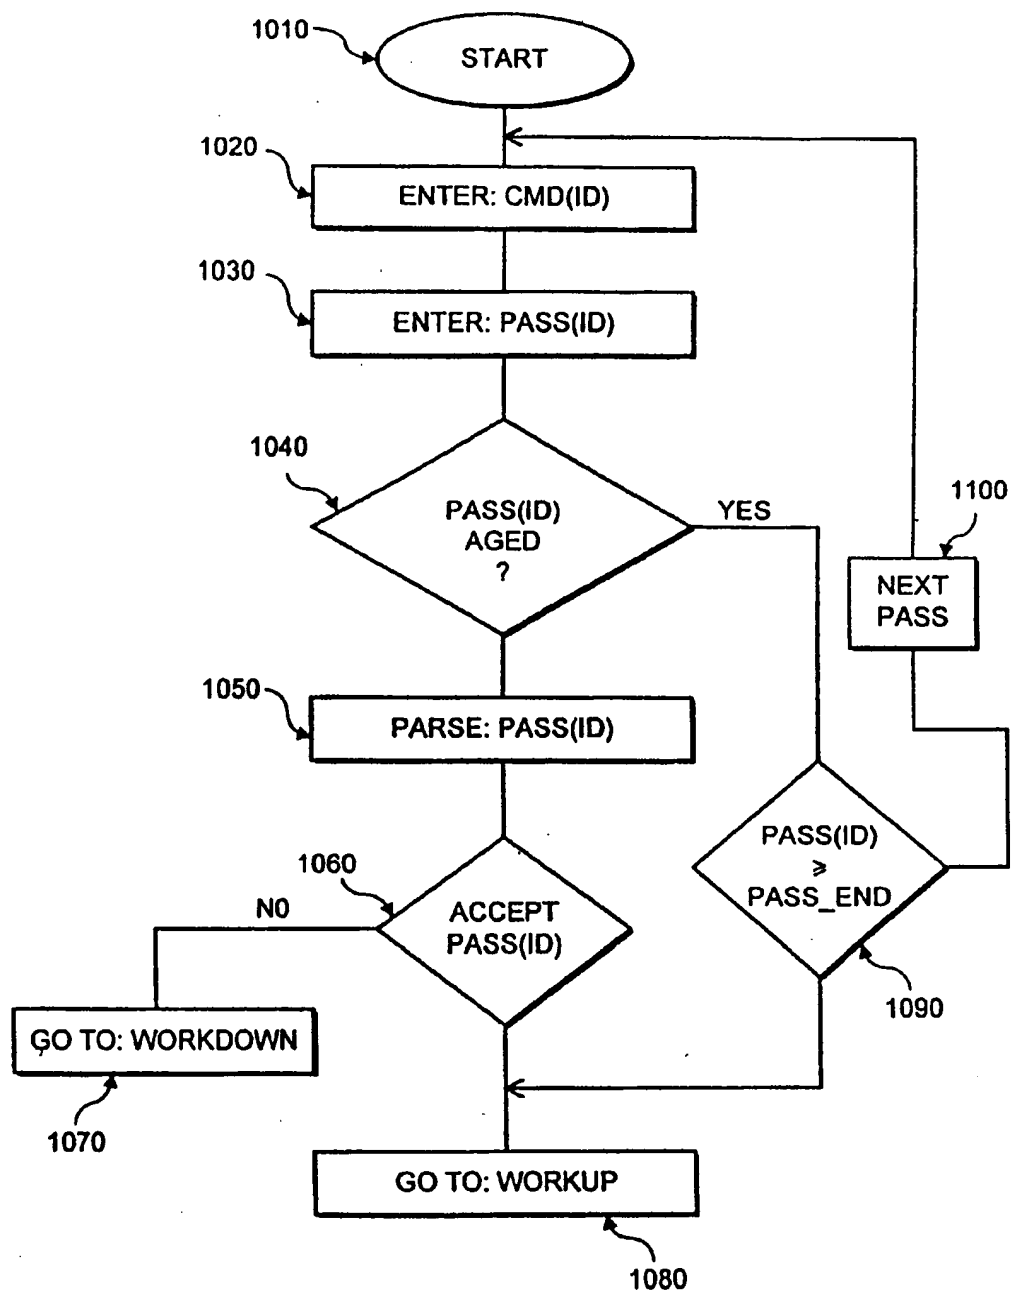 1010
START
1020
ENTER: CMD(ID)
1030
ENTER: PASS(ID)
1040
PASS(ID)
AGED
?
YES
1100
NEXT
PASS
1050
PARSE: PASS(ID)
PASS(ID)
⩾
PASS_END
1060
NO
ACCEPT
PASS(ID)
1090
GO TO: WORKDOWN
1070
GO TO: WORKUP
1080